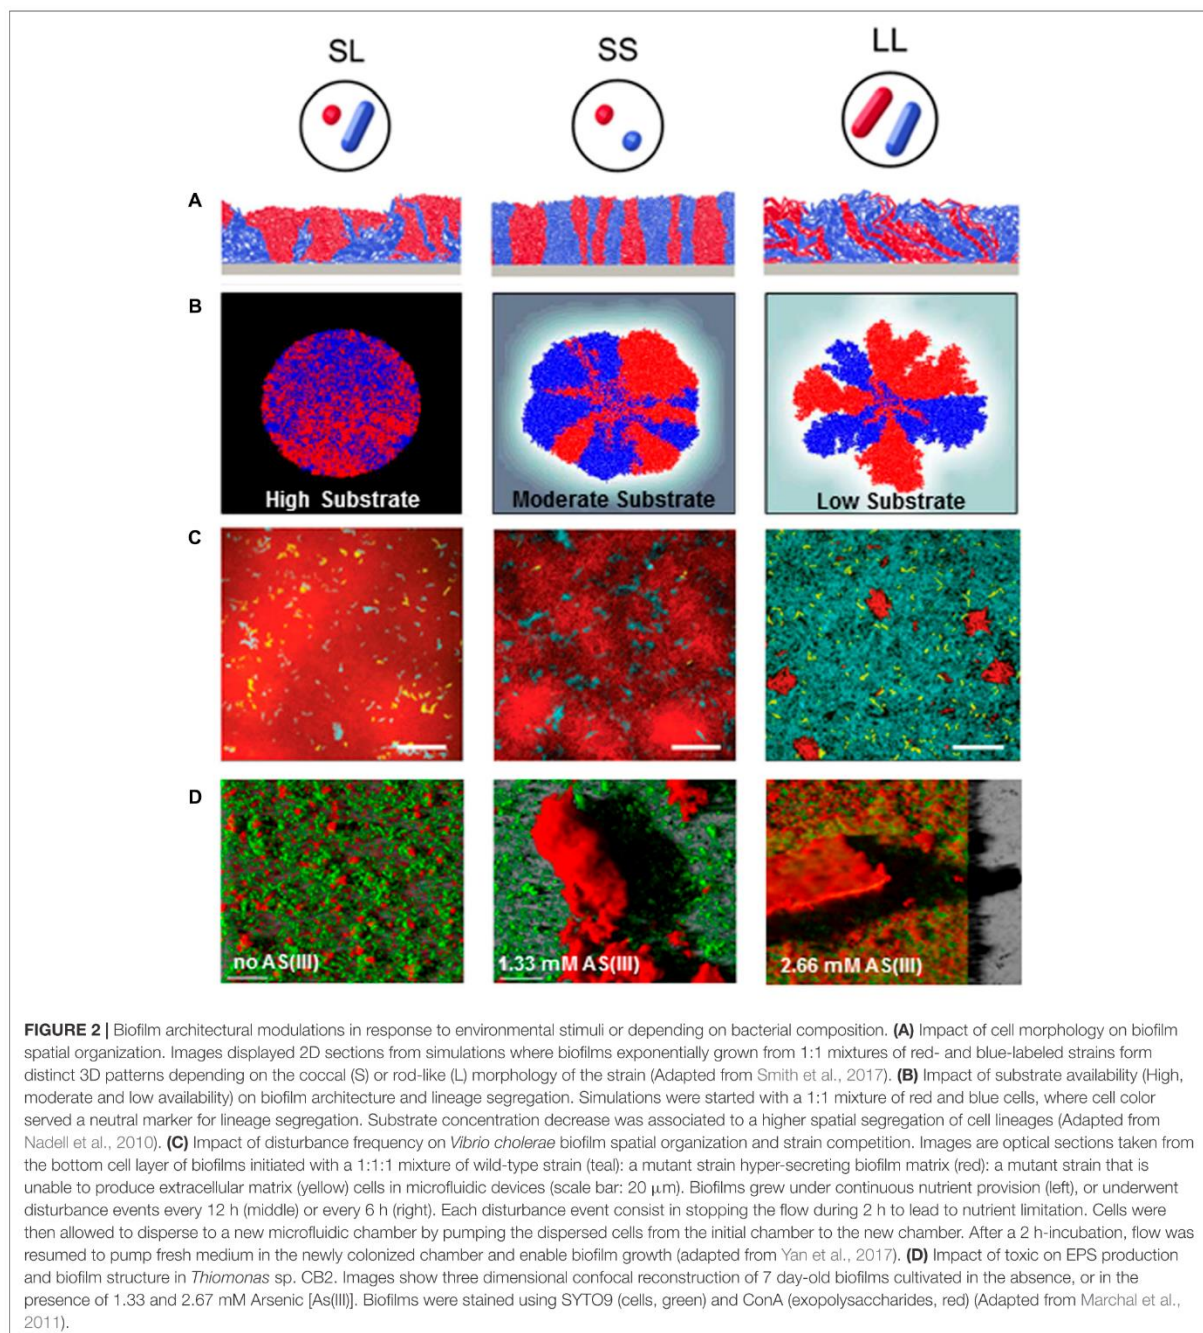 SL SS LL
A
B
High Substrate Moderate Substrate Low Substrate
C
D
no AS(III) 1.33 mM AS(III) 2.66 mM AS(III)
FIGURE 2 | Biofilm architectural modulations in response to environmental stimuli or depending on bacterial composition. (A) Impact of cell morphology on biofilm
spatial organization. Images displayed 2D sections from simulations where biofilms exponentially grown from 1:1 mixtures of red- and blue-labeled strains form
distinct 3D patterns depending on the coccal (S) or rod-like (L) morphology of the strain (Adapted from Smith et al., 2017). (B) Impact of substrate availability (High,
moderate and low availability) on biofilm architecture and lineage segregation. Simulations were started with a 1:1 mixture of red and blue cells, where cell color
served a neutral marker for lineage segregation. Substrate concentration decrease was associated to a higher spatial segregation of cell lineages (Adapted from
Nadell et al., 2010). (C) Impact of disturbance frequency on Vibrio cholerae biofilm spatial organization and strain competition. Images are optical sections taken from
the bottom cell layer of biofilms initiated with a 1:1:1 mixture of wild-type strain (teal): a mutant strain hyper-secreting biofilm matrix (red): a mutant strain that is
unable to produce extracellular matrix (yellow) cells in microfluidic devices (scale bar: 20 μm). Biofilms grew under continuous nutrient provision (left), or underwent
disturbance events every 12 h (middle) or every 6 h (right). Each disturbance event consist in stopping the flow during 2 h to lead to nutrient limitation. Cells were
then allowed to disperse to a new microfluidic chamber by pumping the dispersed cells from the initial chamber to the new chamber. After a 2 h-incubation, flow was
resumed to pump fresh medium in the newly colonized chamber and enable biofilm growth (adapted from Yan et al., 2017). (D) Impact of toxic on EPS production
and biofilm structure in Thiomonas sp. CB2. Images show three dimensional confocal reconstruction of 7 day-old biofilms cultivated in the absence, or in the
presence of 1.33 and 2.67 mM Arsenic [As(III)]. Biofilms were stained using SYTO9 (cells, green) and ConA (exopolysaccharides, red) (Adapted from Marchal et al.,
2011).